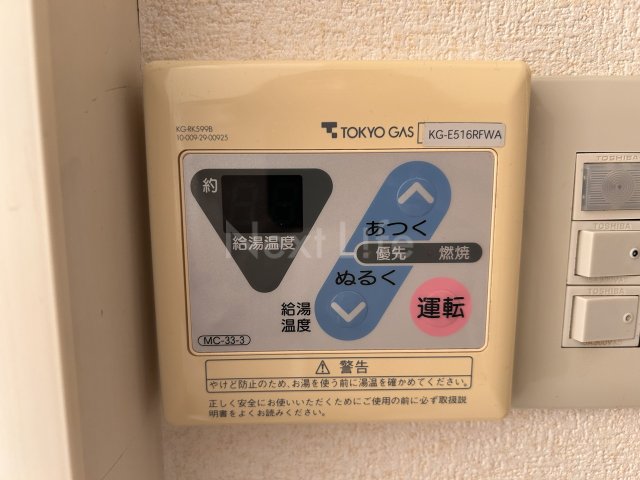 KG-RK599B
10-009-29-00925
TOKYO GAS
KG-E516RFWA
約
給湯温度
あつく
優先 燃焼
ぬるく
給湯
温度
運転
MC-33-3
Next Life
警告
やけど防止のため、お湯を使う前に湯温を確かめてください。
正しく安全にお使いいただくためにご使用の前に必ず取扱説
明書をよくお読みください。
TOSHIBA
TOSHIBA
TOSHIBA